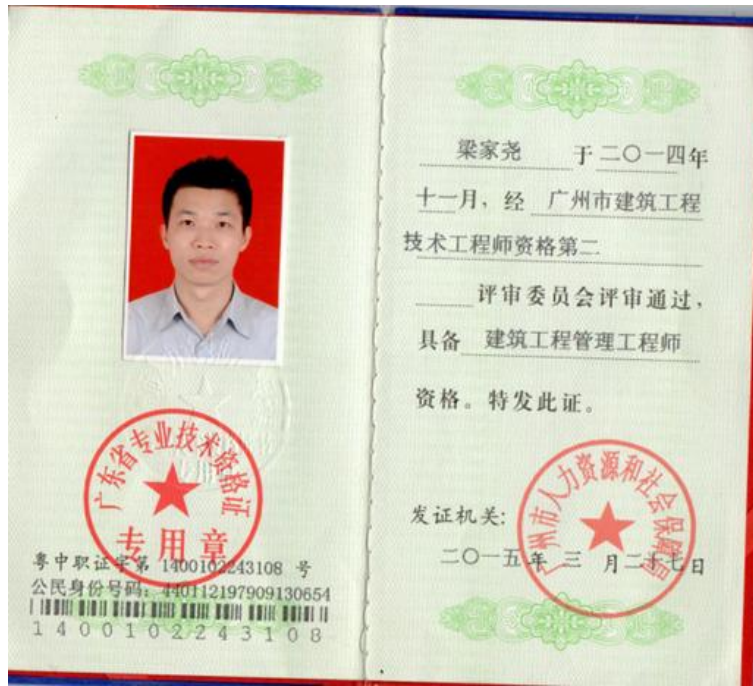 广东省专业技术资格证
专用章
粤中职证字第 1400102243108 号
公民身份号码：440112197909130654
1400102243108
梁家尧 于二〇一四年
十一月，经 广州市建筑工程
技术工程师资格第二
评审委员会评审通过，
具备 建筑工程管理工程师
资格。特发此证。
广州市人力资源和社会保障局
发证机关：
二〇一五年 三 月二十七日